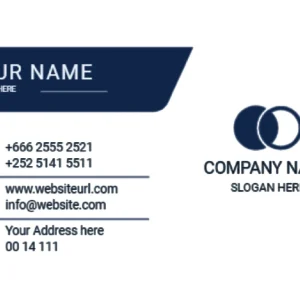 UR NAME
HERE
+666 2555 2521
+252 5141 5511
www.websiteurl.com
info@website.com
Your Address here
00 14 111
COMPANY NA
SLOGAN HER